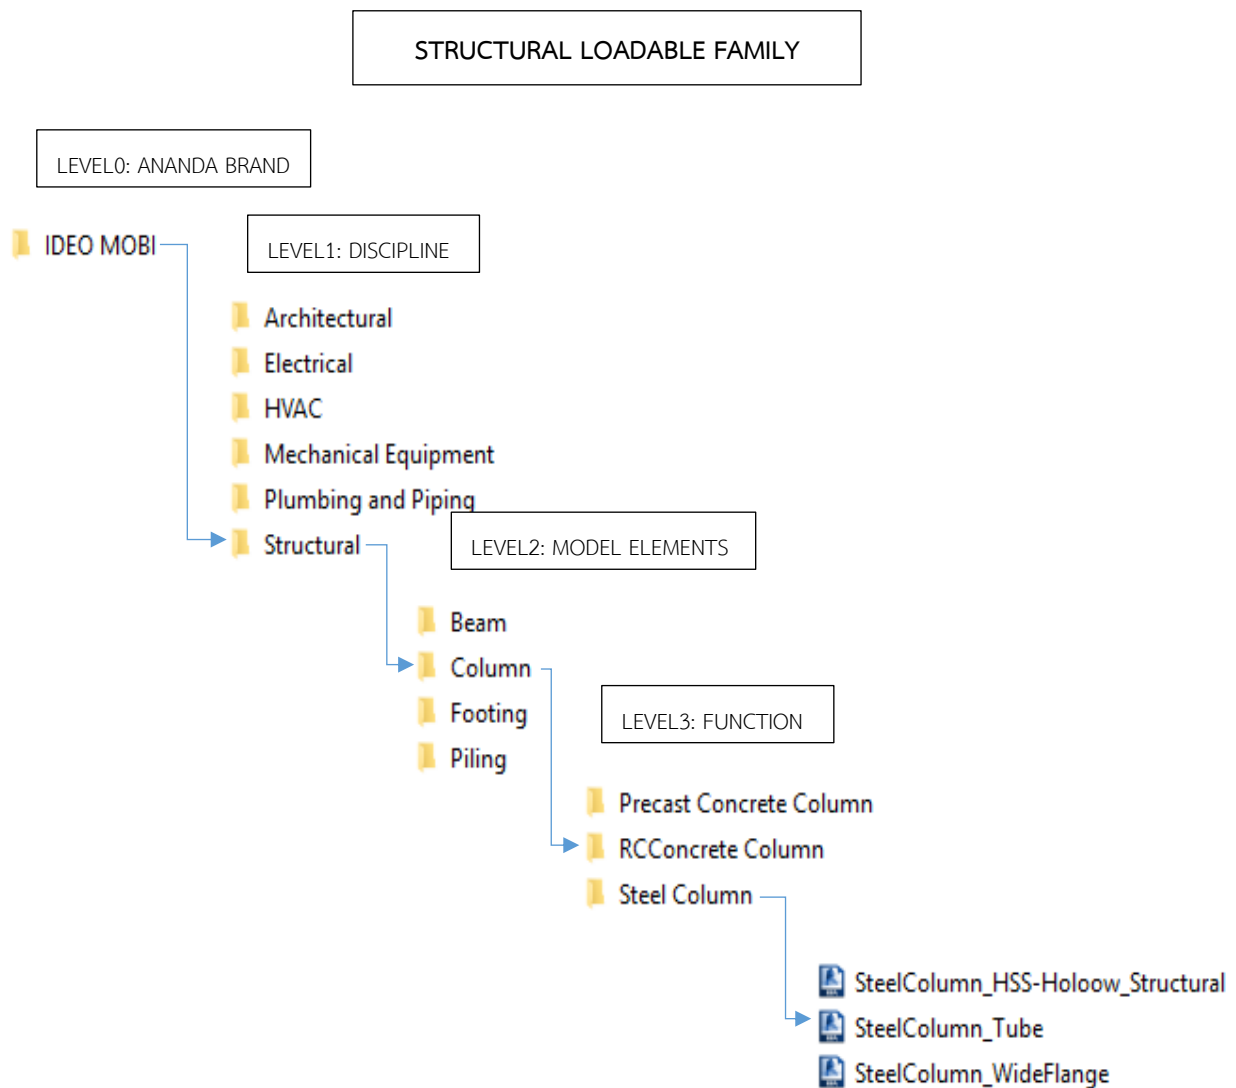 STRUCTURAL LOADABLE FAMILY
LEVEL0: ANANDA BRAND
IDEO MOBI
LEVEL1: DISCIPLINE
Architectural
Electrical
HVAC
Mechanical Equipment
Plumbing and Piping
Structural
LEVEL2: MODEL ELEMENTS
Beam
Column
Footing
Piling
LEVEL3: FUNCTION
Precast Concrete Column
RCConcrete Column
Steel Column
SteelColumn_HSS-Holoow_Structural
SteelColumn_Tube
SteelColumn_WideFlange